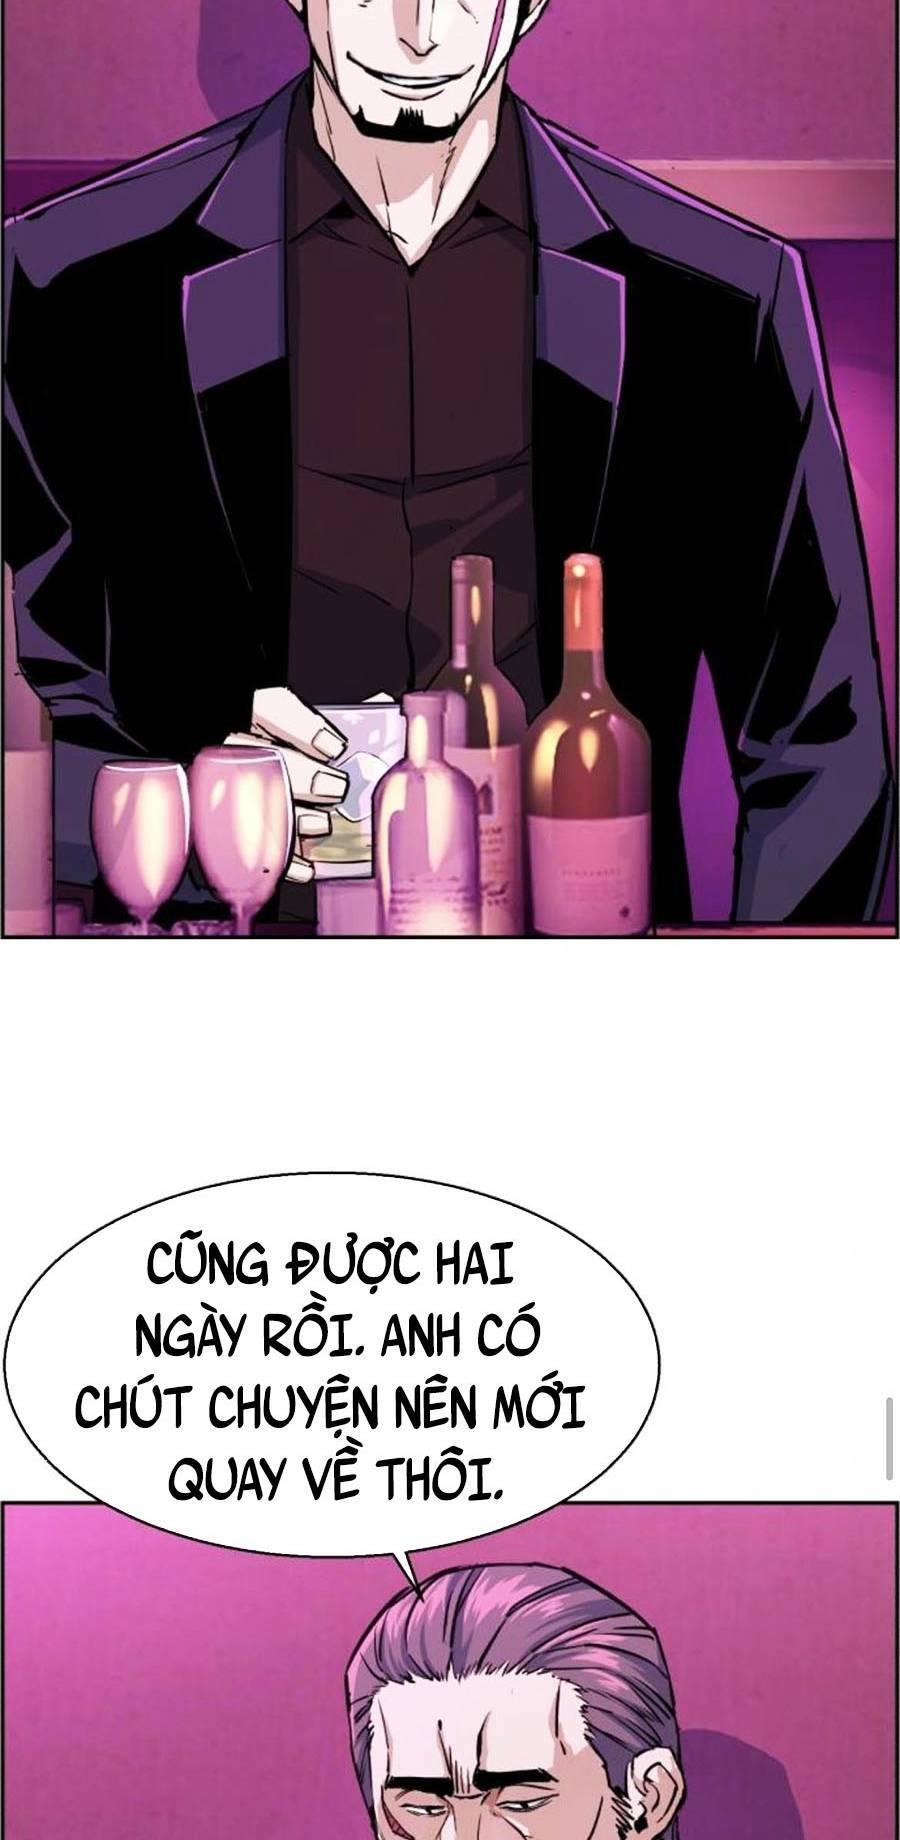 CŨNG ĐƯỢC HAI
NGÀY RỒI. ANH CÓ
CHÚT CHUYỆN NÊN MỚI
QUAY VỀ THÔI.